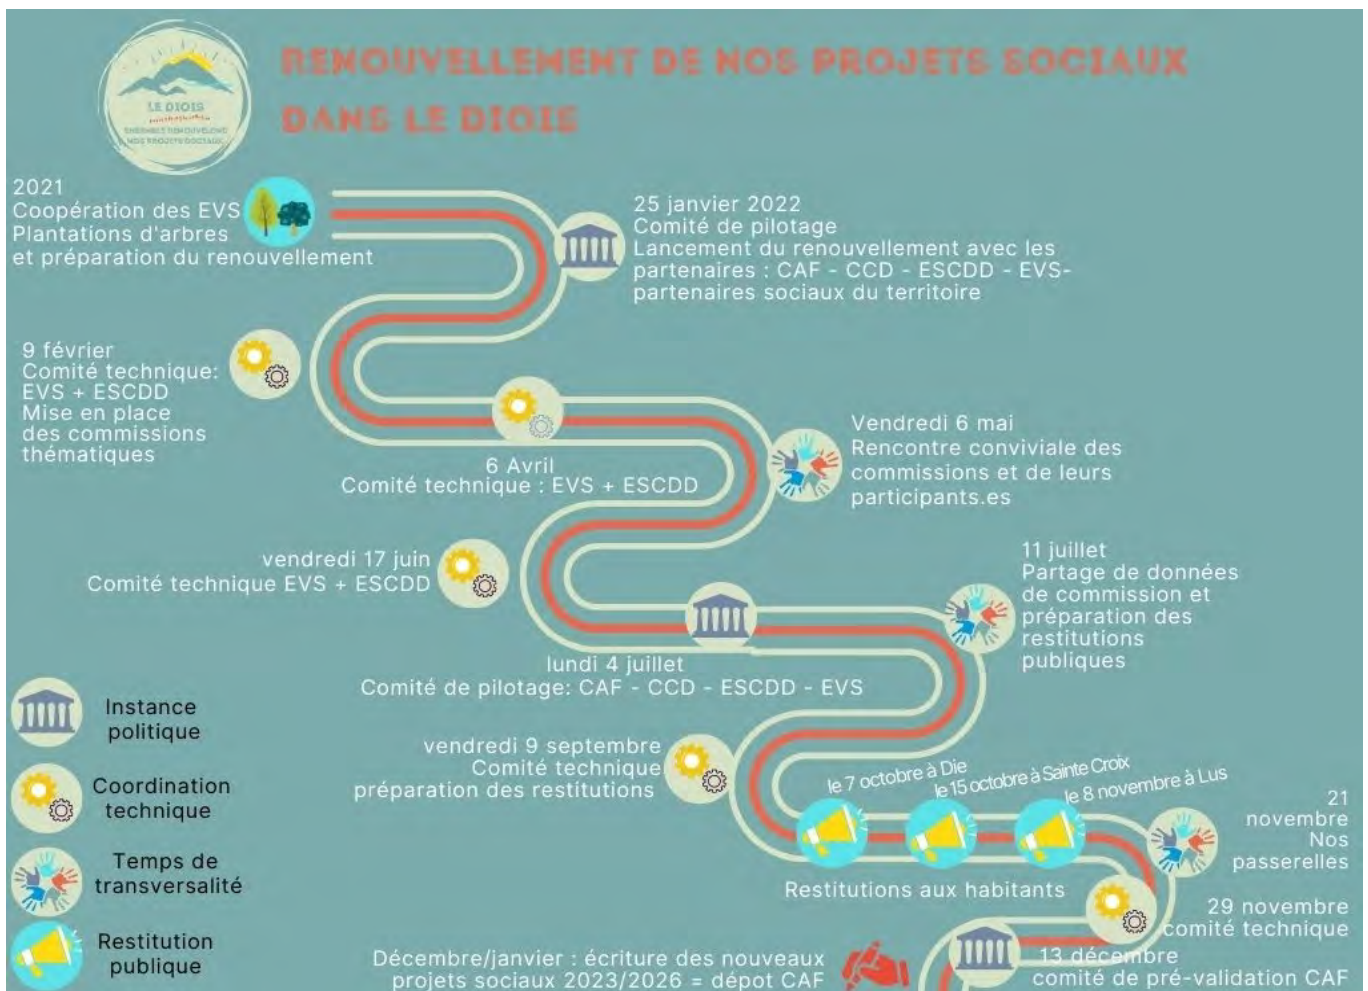 RENOUVELLEMENT DE NOS PROJETS SOCIAUX
DANS LE DIOIS
LE DIOIS
ENSEMBLE RENOUVELONS
NOS PROJETS SOCIAUX
2021
Coopération des EVS
Plantations d'arbres
et préparation du renouvellement
25 janvier 2022
Comité de pilotage
Lancement du renouvellement avec les
partenaires : CAF - CCD - ESCDD - EVS-
partenaires sociaux du territoire
9 février
Comité technique:
EVS + ESCDD
Mise en place
des commissions
thématiques
6 Avril
Comité technique : EVS + ESCDD
Vendredi 6 mai
Rencontre conviviale des
commissions et de leurs
participants.es
vendredi 17 juin
Comité technique EVS + ESCDD
11 juillet
Partage de données
de commission et
préparation des
restitutions
publiques
lundi 4 juillet
Comité de pilotage: CAF - CCD - ESCDD - EVS
vendredi 9 septembre
Comité technique
préparation des restitutions
le 7 octobre à Die
le 15 octobre à Sainte Croix
le 8 novembre à Lus
Restitutions aux habitants
21
novembre
Nos
passerelles
29 novembre
comité technique
13 décembre
comité de pré-validation CAF
Décembre/janvier : écriture des nouveaux
projets sociaux 2023/2026 = dépot CAF
Instance
politique
Coordination
technique
Temps de
transversalité
Restitution
publique